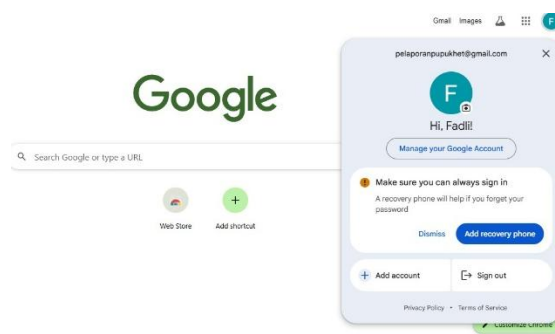 Gmail Images
F
pelaporanpupukhet@gmail.com
F
Hi, Fadli!
Manage your Google Account
Google
Search Google or type a URL
Make sure you can always sign in
A recovery phone will help if you forget your
password
Dismiss Add recovery phone
Web Store Add shortcut
Add account Sign out
Privacy Policy • Terms of Service
Customize Chrome